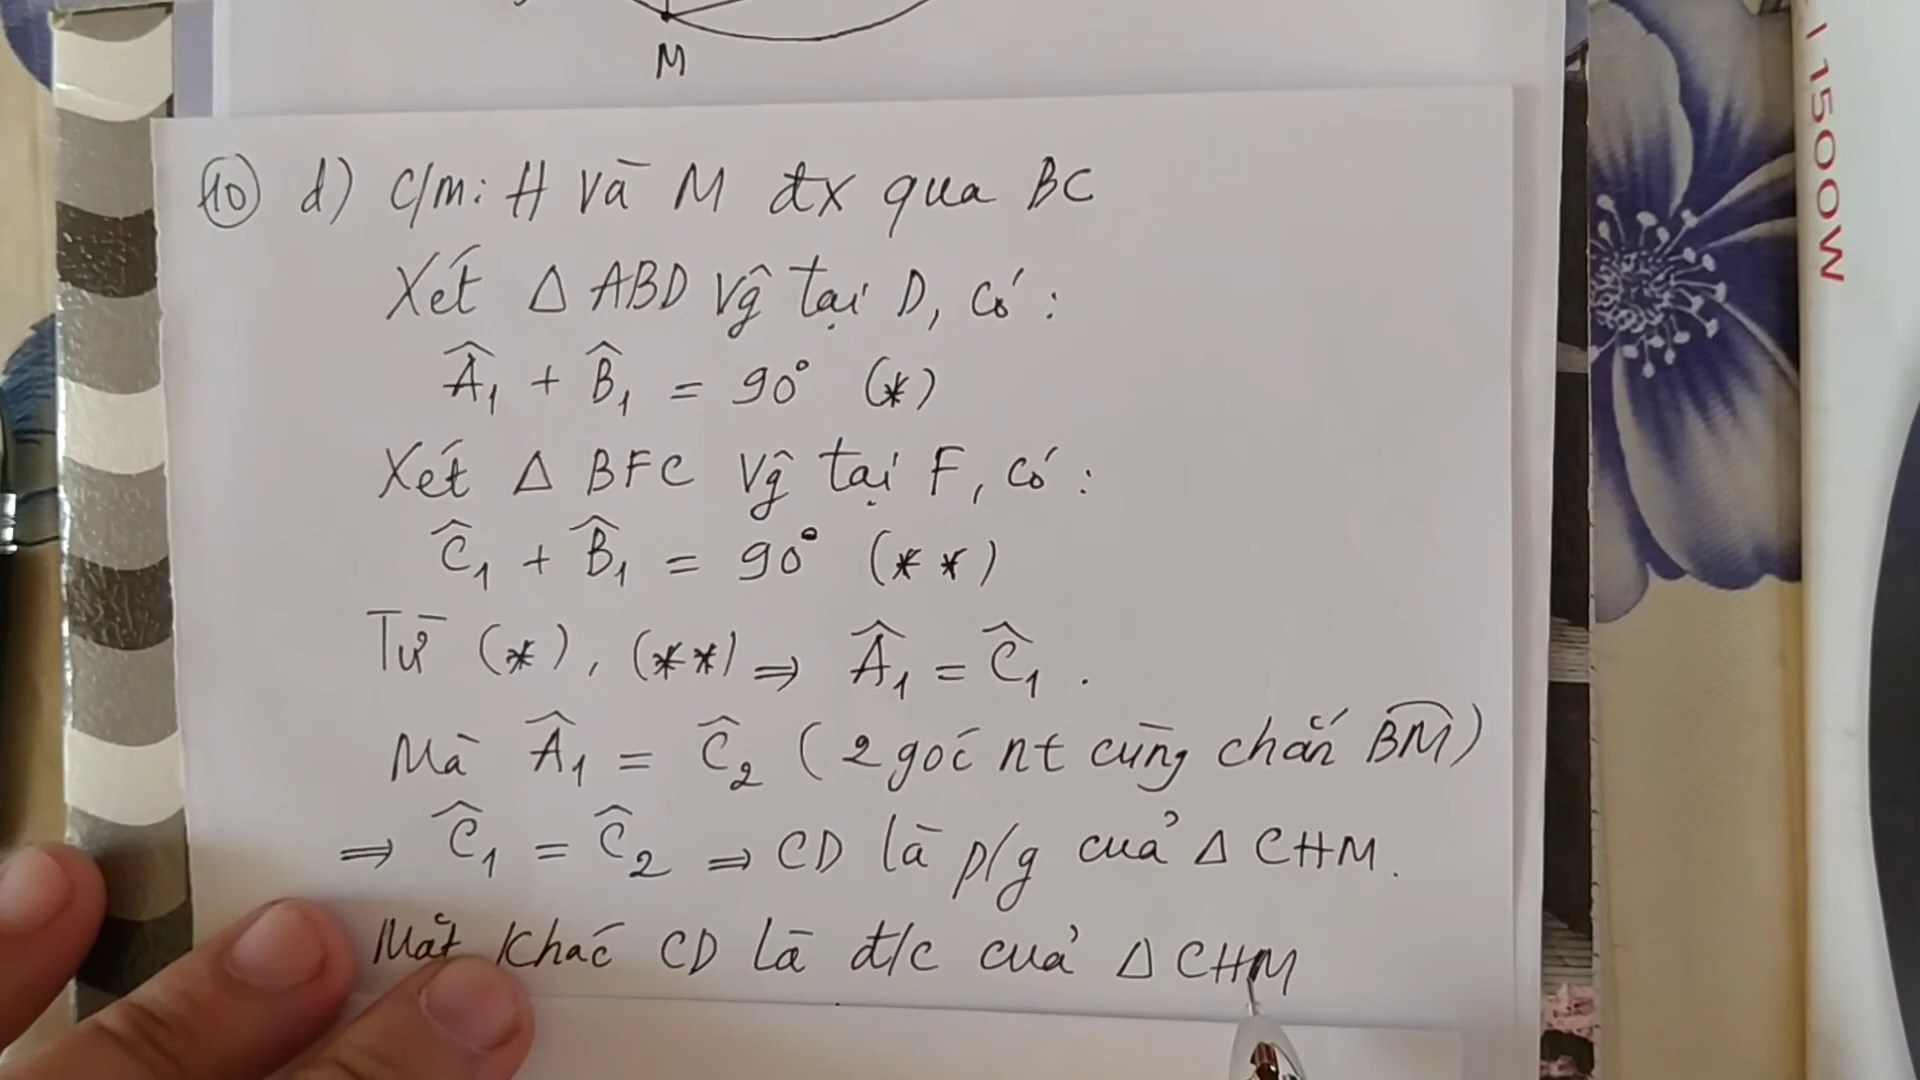 M
10 d) C/m: H và M đx qua BC
Xét Δ ABD vg tại D, có:
Â₁ + B̂₁ = 90° (*)
Xét Δ BFC vg tại F, có:
Ĉ₁ + B̂₁ = 90° (**)
Từ (*), (**) ⇒ Â₁ = Ĉ₁.
Mà Â₁ = Ĉ₂ (2 góc nt cùng chắn B͡M)
⇒ Ĉ₁ = Ĉ₂ ⇒ CD là p/g của Δ CHM.
Mặt khác CD là đ/c của Δ CHM
1500W